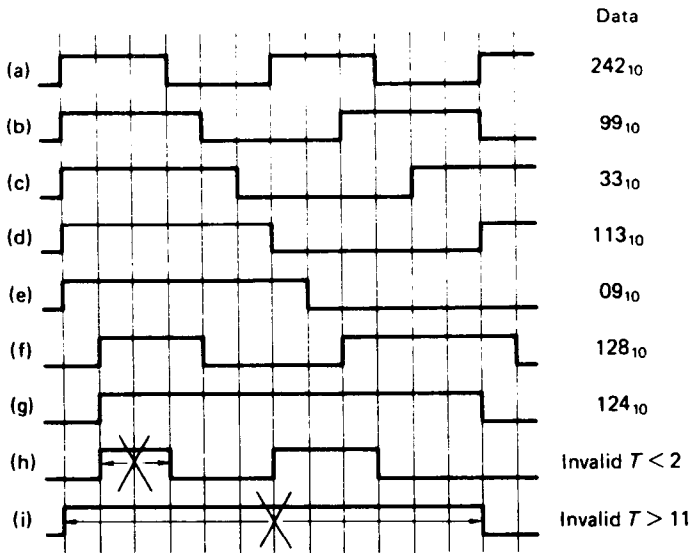 Data
(a) 242₁₀
(b) 99₁₀
(c) 33₁₀
(d) 113₁₀
(e) 09₁₀
(f) 128₁₀
(g) 124₁₀
(h) Invalid T < 2
(i) Invalid T > 11